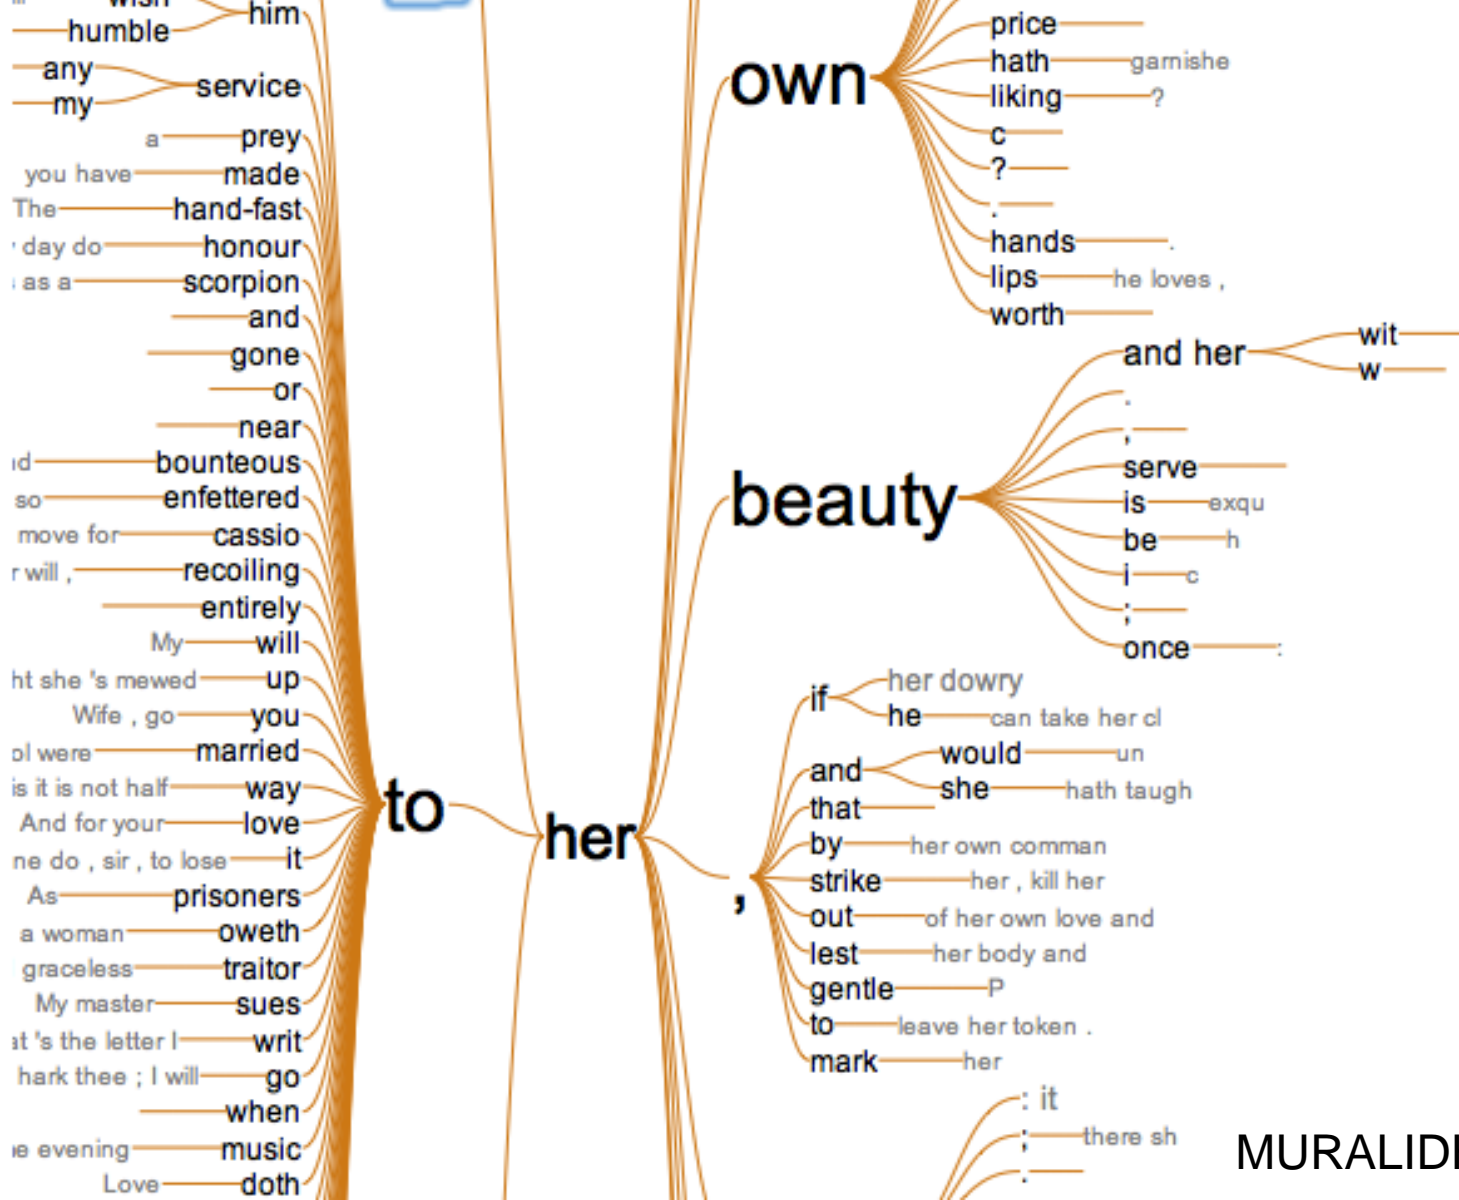 him
humble
any
service
my
a prey
you have made
The hand-fast
day do honour
as a scorpion
and
gone
or
near
bounteous
so enfettered
move for cassio
will , recoiling
entirely
My will
she 's mewed up
Wife , go you
were married
is it is not half way
And for your love
do , sir , to lose it
As prisoners
a woman oweth
graceless traitor
My master sues
's the letter I writ
hark thee ; I will go
when
evening music
Love doth
to
her
own
price
hath garnishe
liking ?
c
?
.
hands .
lips he loves ,
worth
beauty
and her
wit
w
.
,
serve
is exqu
be h
i c
;
once :
,
if
her dowry
he can take her cl
and
would un
she hath taugh
that
by her own comman
strike her , kill her
out of her own love and
lest her body and
gentle P
to leave her token .
mark her
: it
; there sh
.